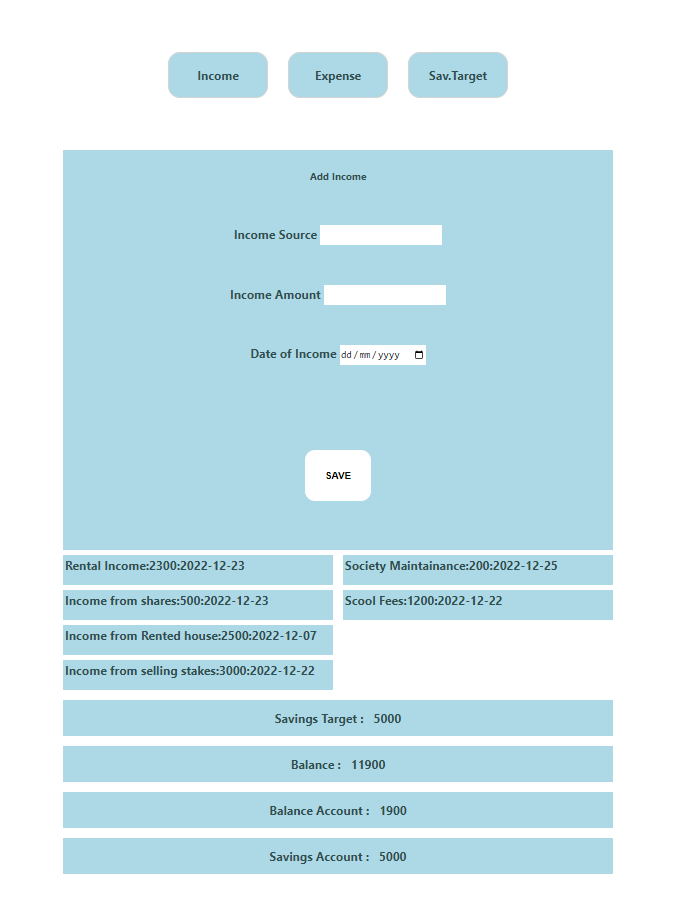 Income
Expense
Sav.Target
Add Income
Income Source
Income Amount
Date of Income dd/mm/yyyy
SAVE
Rental Income:2300:2022-12-23
Society Maintainance:200:2022-12-25
Income from shares:500:2022-12-23
Scool Fees:1200:2022-12-22
Income from Rented house:2500:2022-12-07
Income from selling stakes:3000:2022-12-22
Savings Target : 5000
Balance : 11900
Balance Account : 1900
Savings Account : 5000